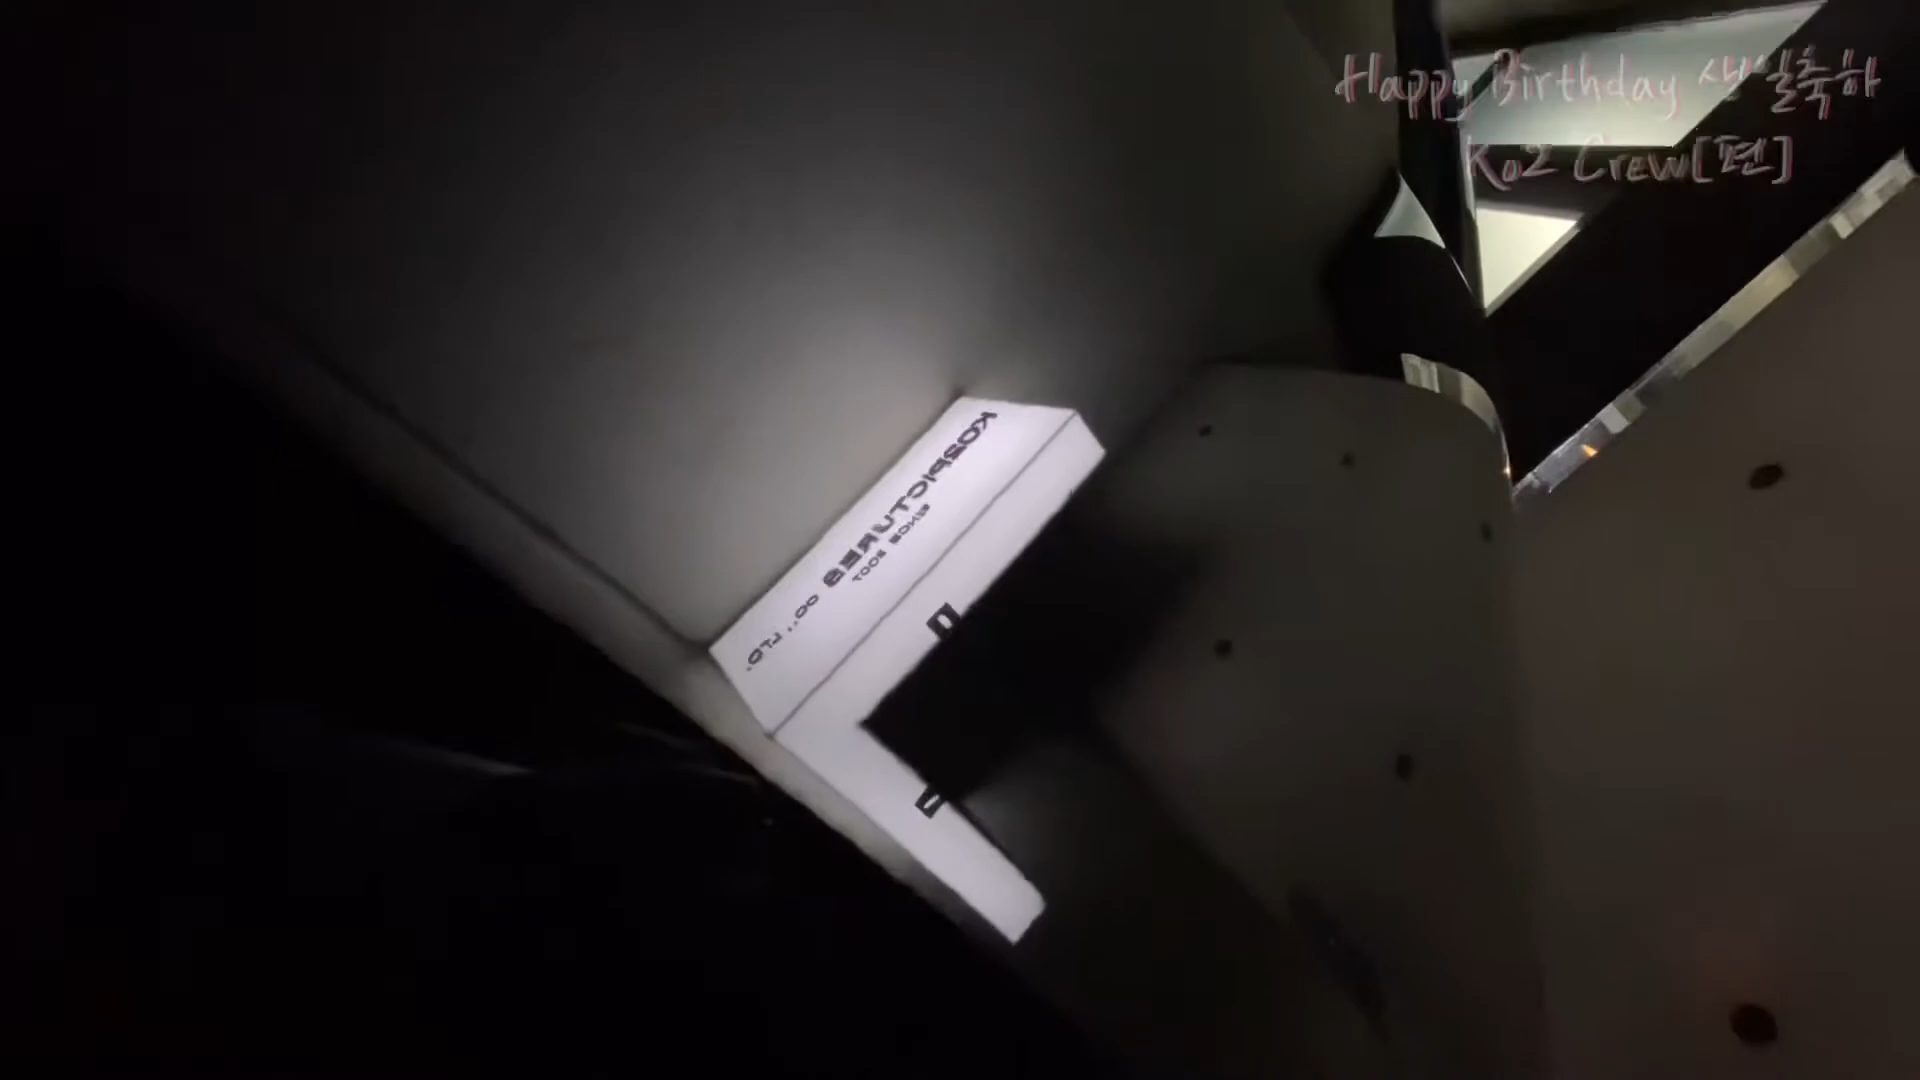 Happy Birthday 생일축하
Ko2 Crew[편]
KO2PICTURES
SINCE 2007
CO., LTD.